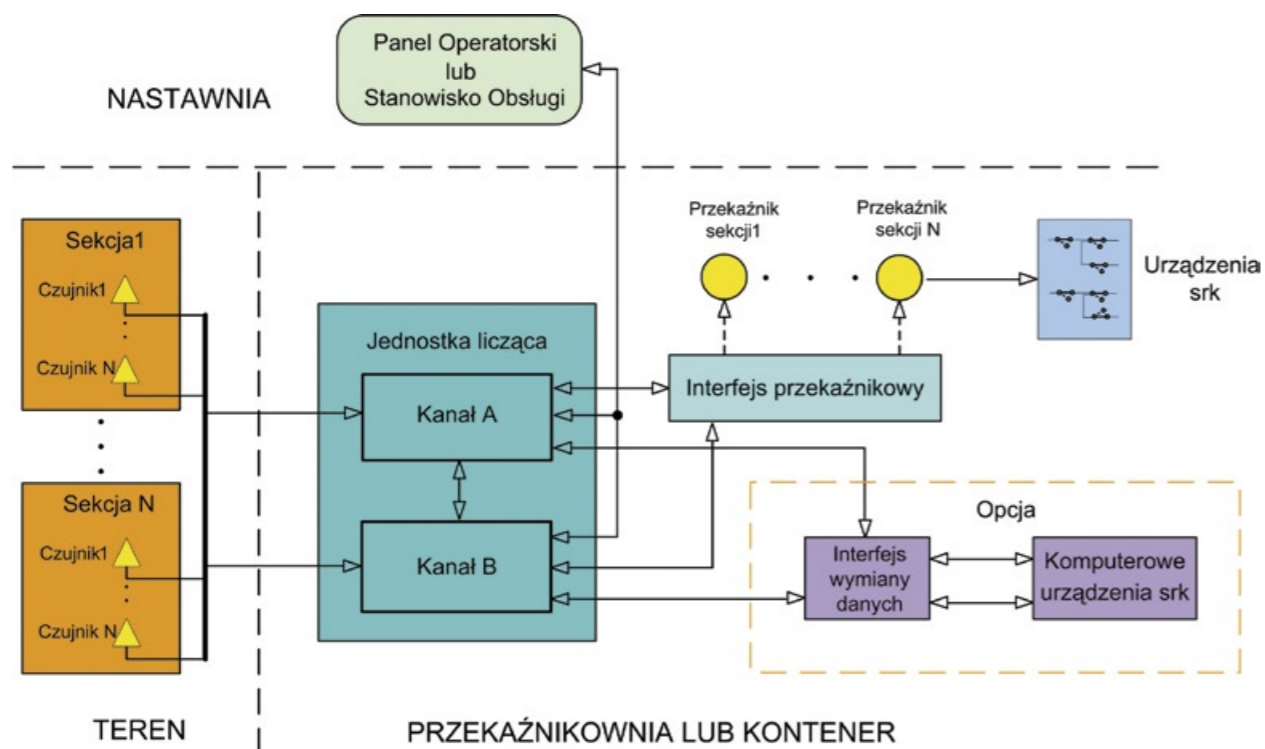 Panel Operatorski
lub
Stanowisko Obsługi
NASTAWNIA
Sekcja1
Czujnik1
Czujnik N
Sekcja N
Czujnik1
Czujnik N
TEREN
Jednostka licząca
Kanał A
Kanał B
Przekaźnik
sekcji1
Przekaźnik
sekcji N
Urządzenia
srk
Interfejs przekaźnikowy
Opcja
Interfejs
wymiany
danych
Komputerowe
urządzenia srk
PRZEKAŹNIKOWNIA LUB KONTENER